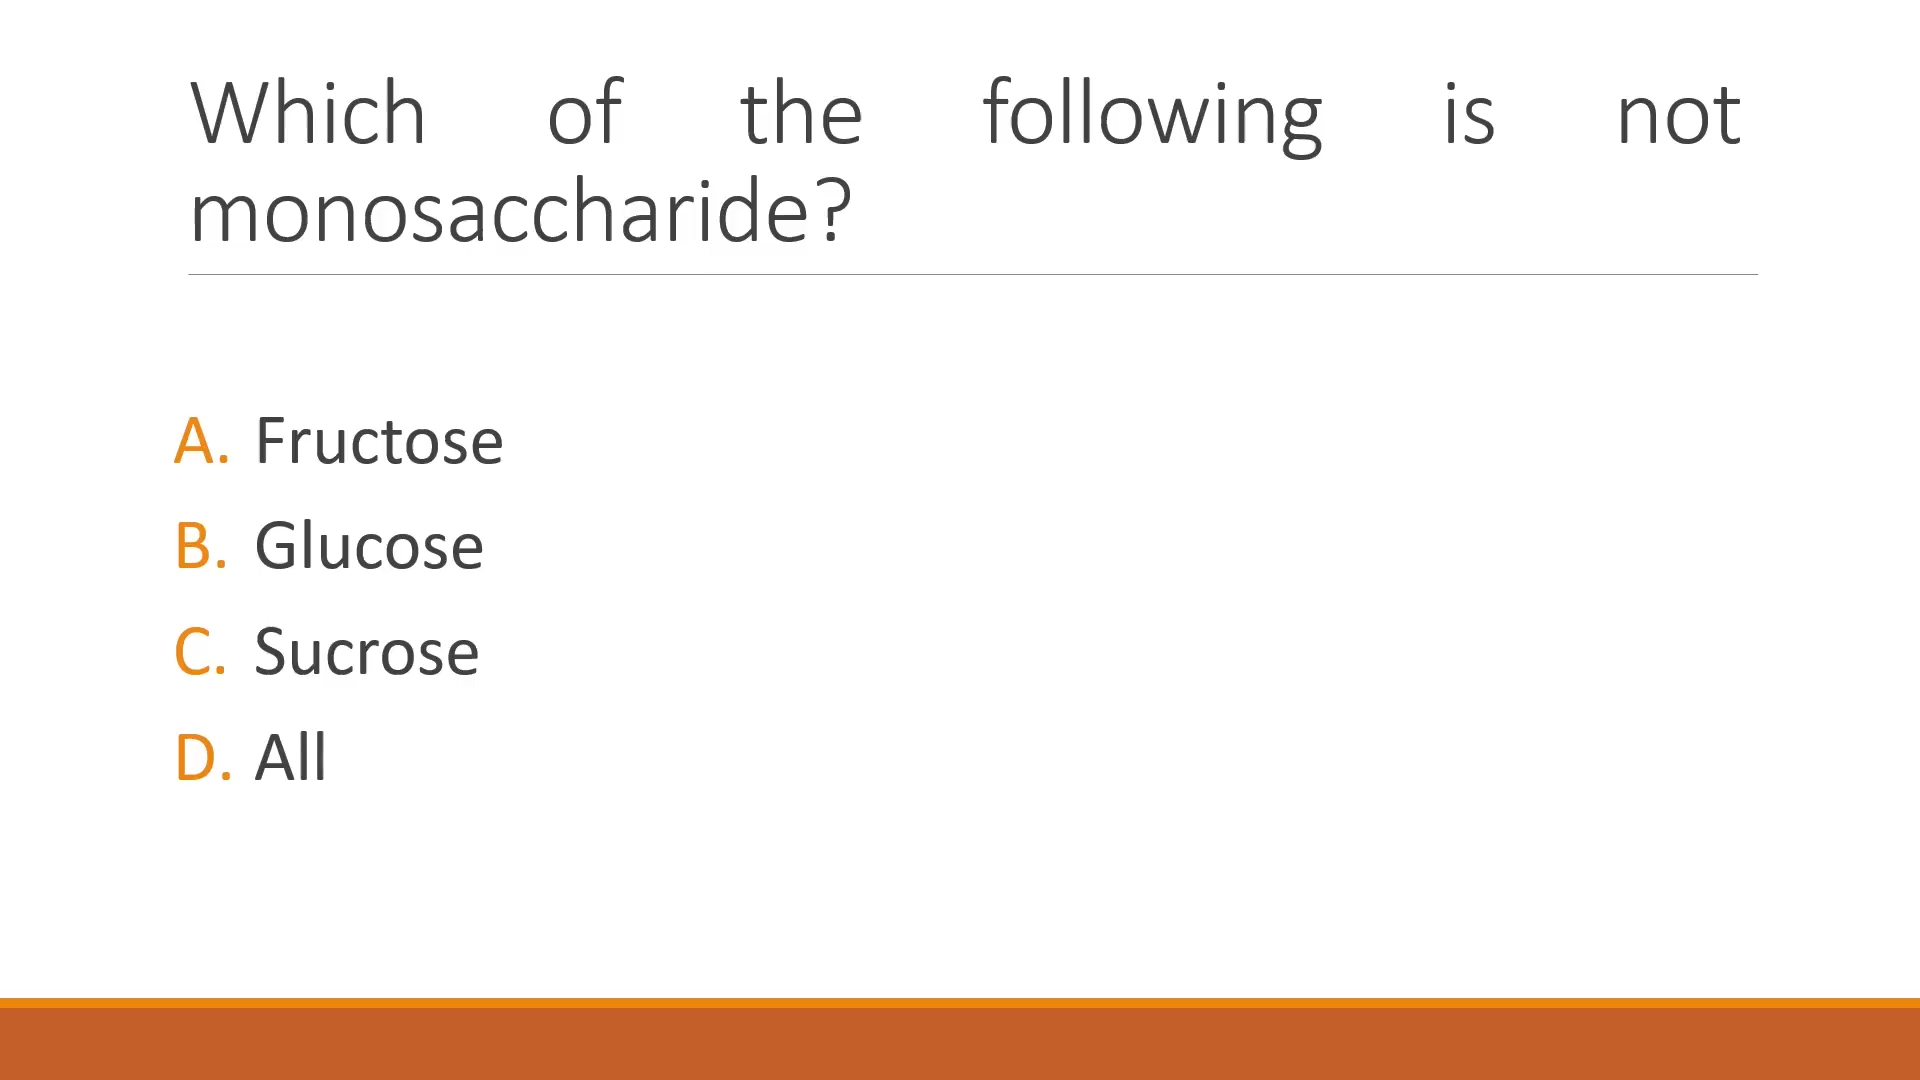 Which of the following is not
monosaccharide?
A. Fructose
B. Glucose
C. Sucrose
D. All